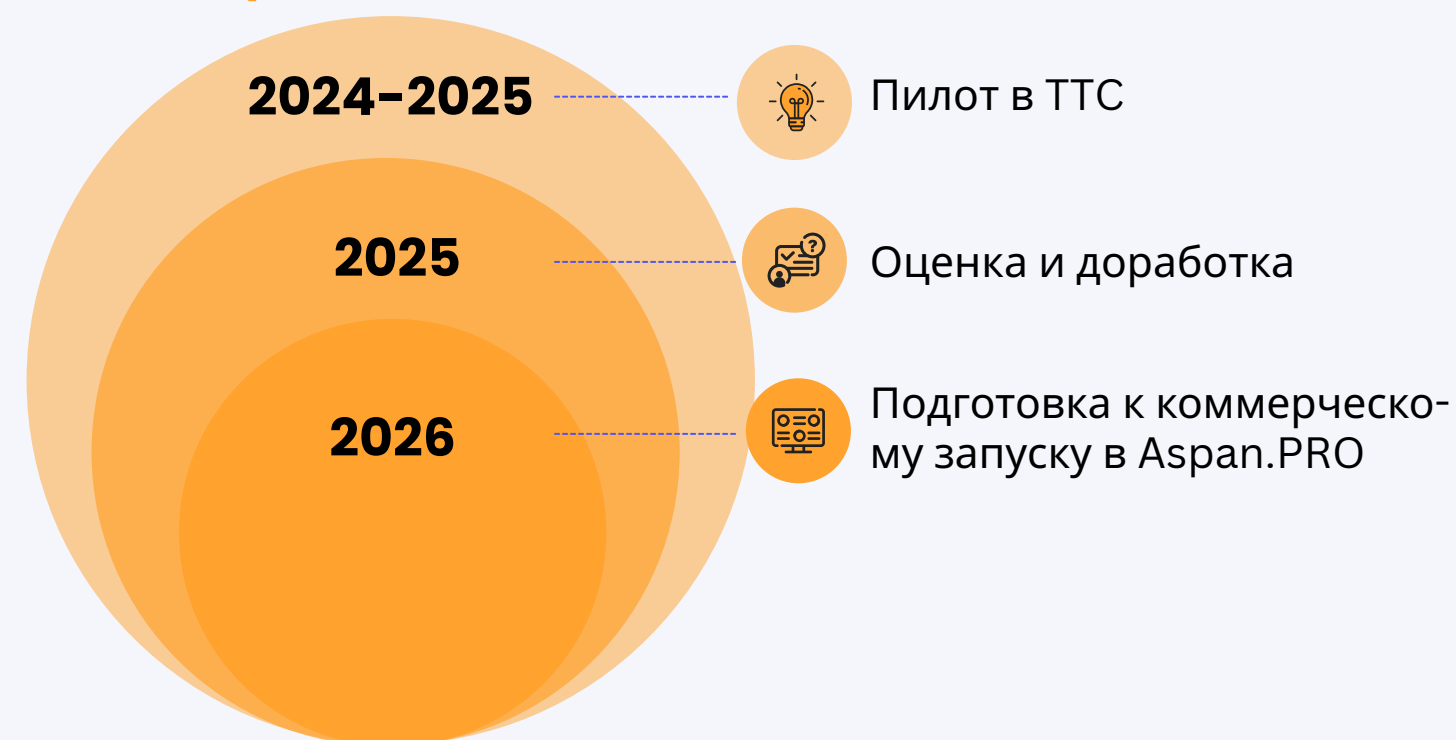 2024-2025
Пилот в ТТС
2025
Оценка и доработка
2026
Подготовка к коммерческо-
му запуску в Aspan.PRO